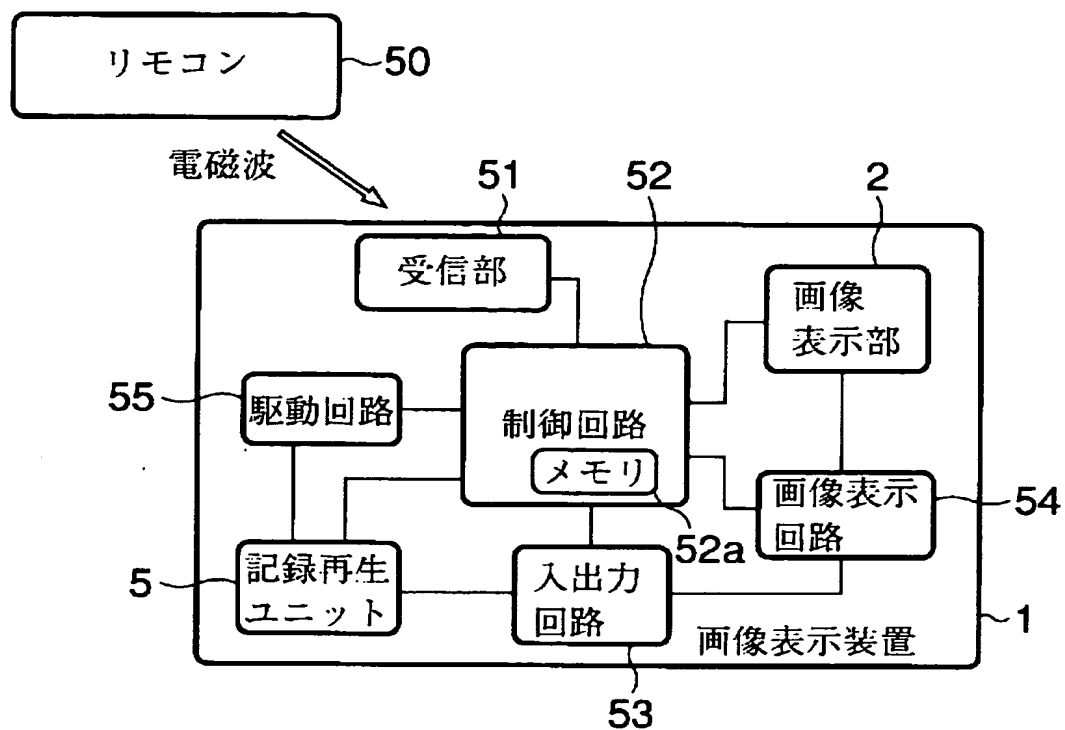 リモコン
50
電磁波
51
52
2
受信部
画像
表示部
55
駆動回路
制御回路
メモリ
画像表示
回路
54
52a
5
記録再生
ユニット
入出力
回路
画像表示装置
1
53